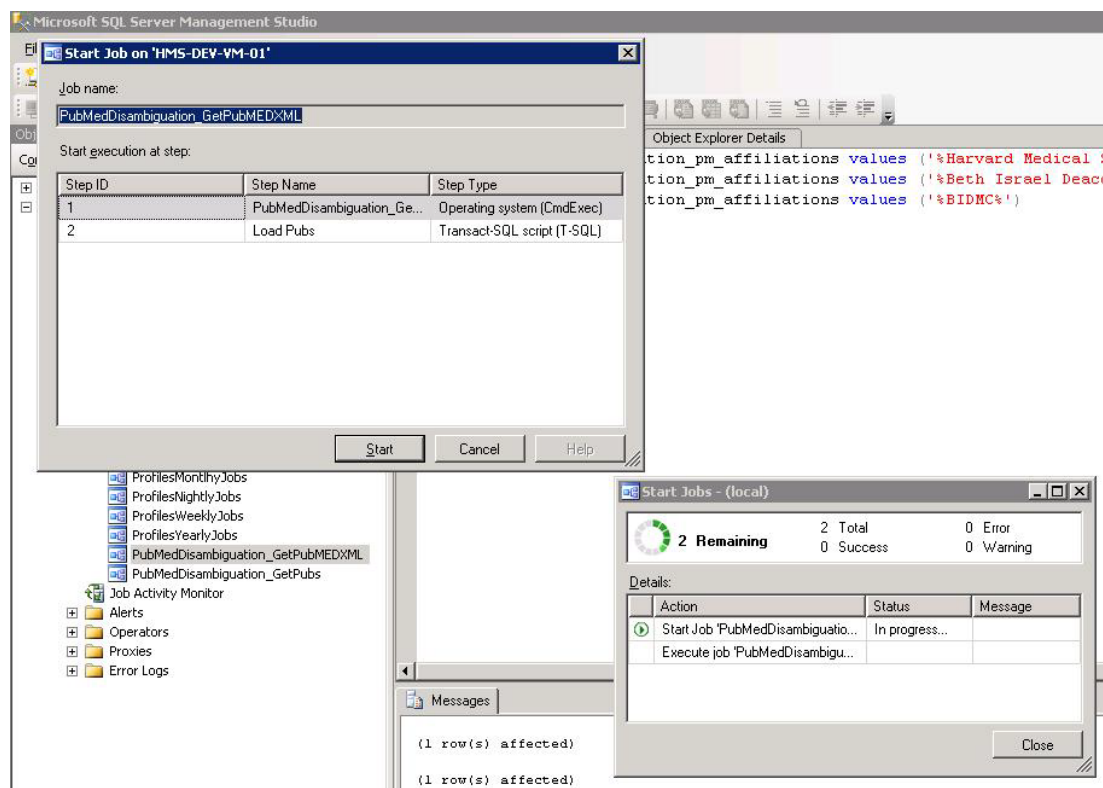 Microsoft SQL Server Management Studio
Start Job on 'HMS-DEV-VM-01'
Job name:
PubMedDisambiguation_GetPubMEDXML
Start execution at step:
Step ID Step Name Step Type
1 PubMedDisambiguation_Ge... Operating system (CmdExec)
2 Load Pubs Transact-SQL script (T-SQL)
Start Cancel Help
Object Explorer Details
tion_pm_affiliations values ('%Harvard Medical
tion_pm_affiliations values ('%Beth Israel Deac
tion_pm_affiliations values ('%BIDMC%')
ProfilesMontlhyJobs
ProfilesNightlyJobs
ProfilesWeeklyJobs
ProfilesYearlyJobs
PubMedDisambiguation_GetPubMEDXML
PubMedDisambiguation_GetPubs
Job Activity Monitor
Alerts
Operators
Proxies
Error Logs
Start Jobs - (local)
2 Remaining
2 Total 0 Error
0 Success 0 Warning
Details:
Action Status Message
Start Job 'PubMedDisambiguatio... In progress...
Execute job 'PubMedDisambigu...
Close
Messages
(1 row(s) affected)
(1 row(s) affected)